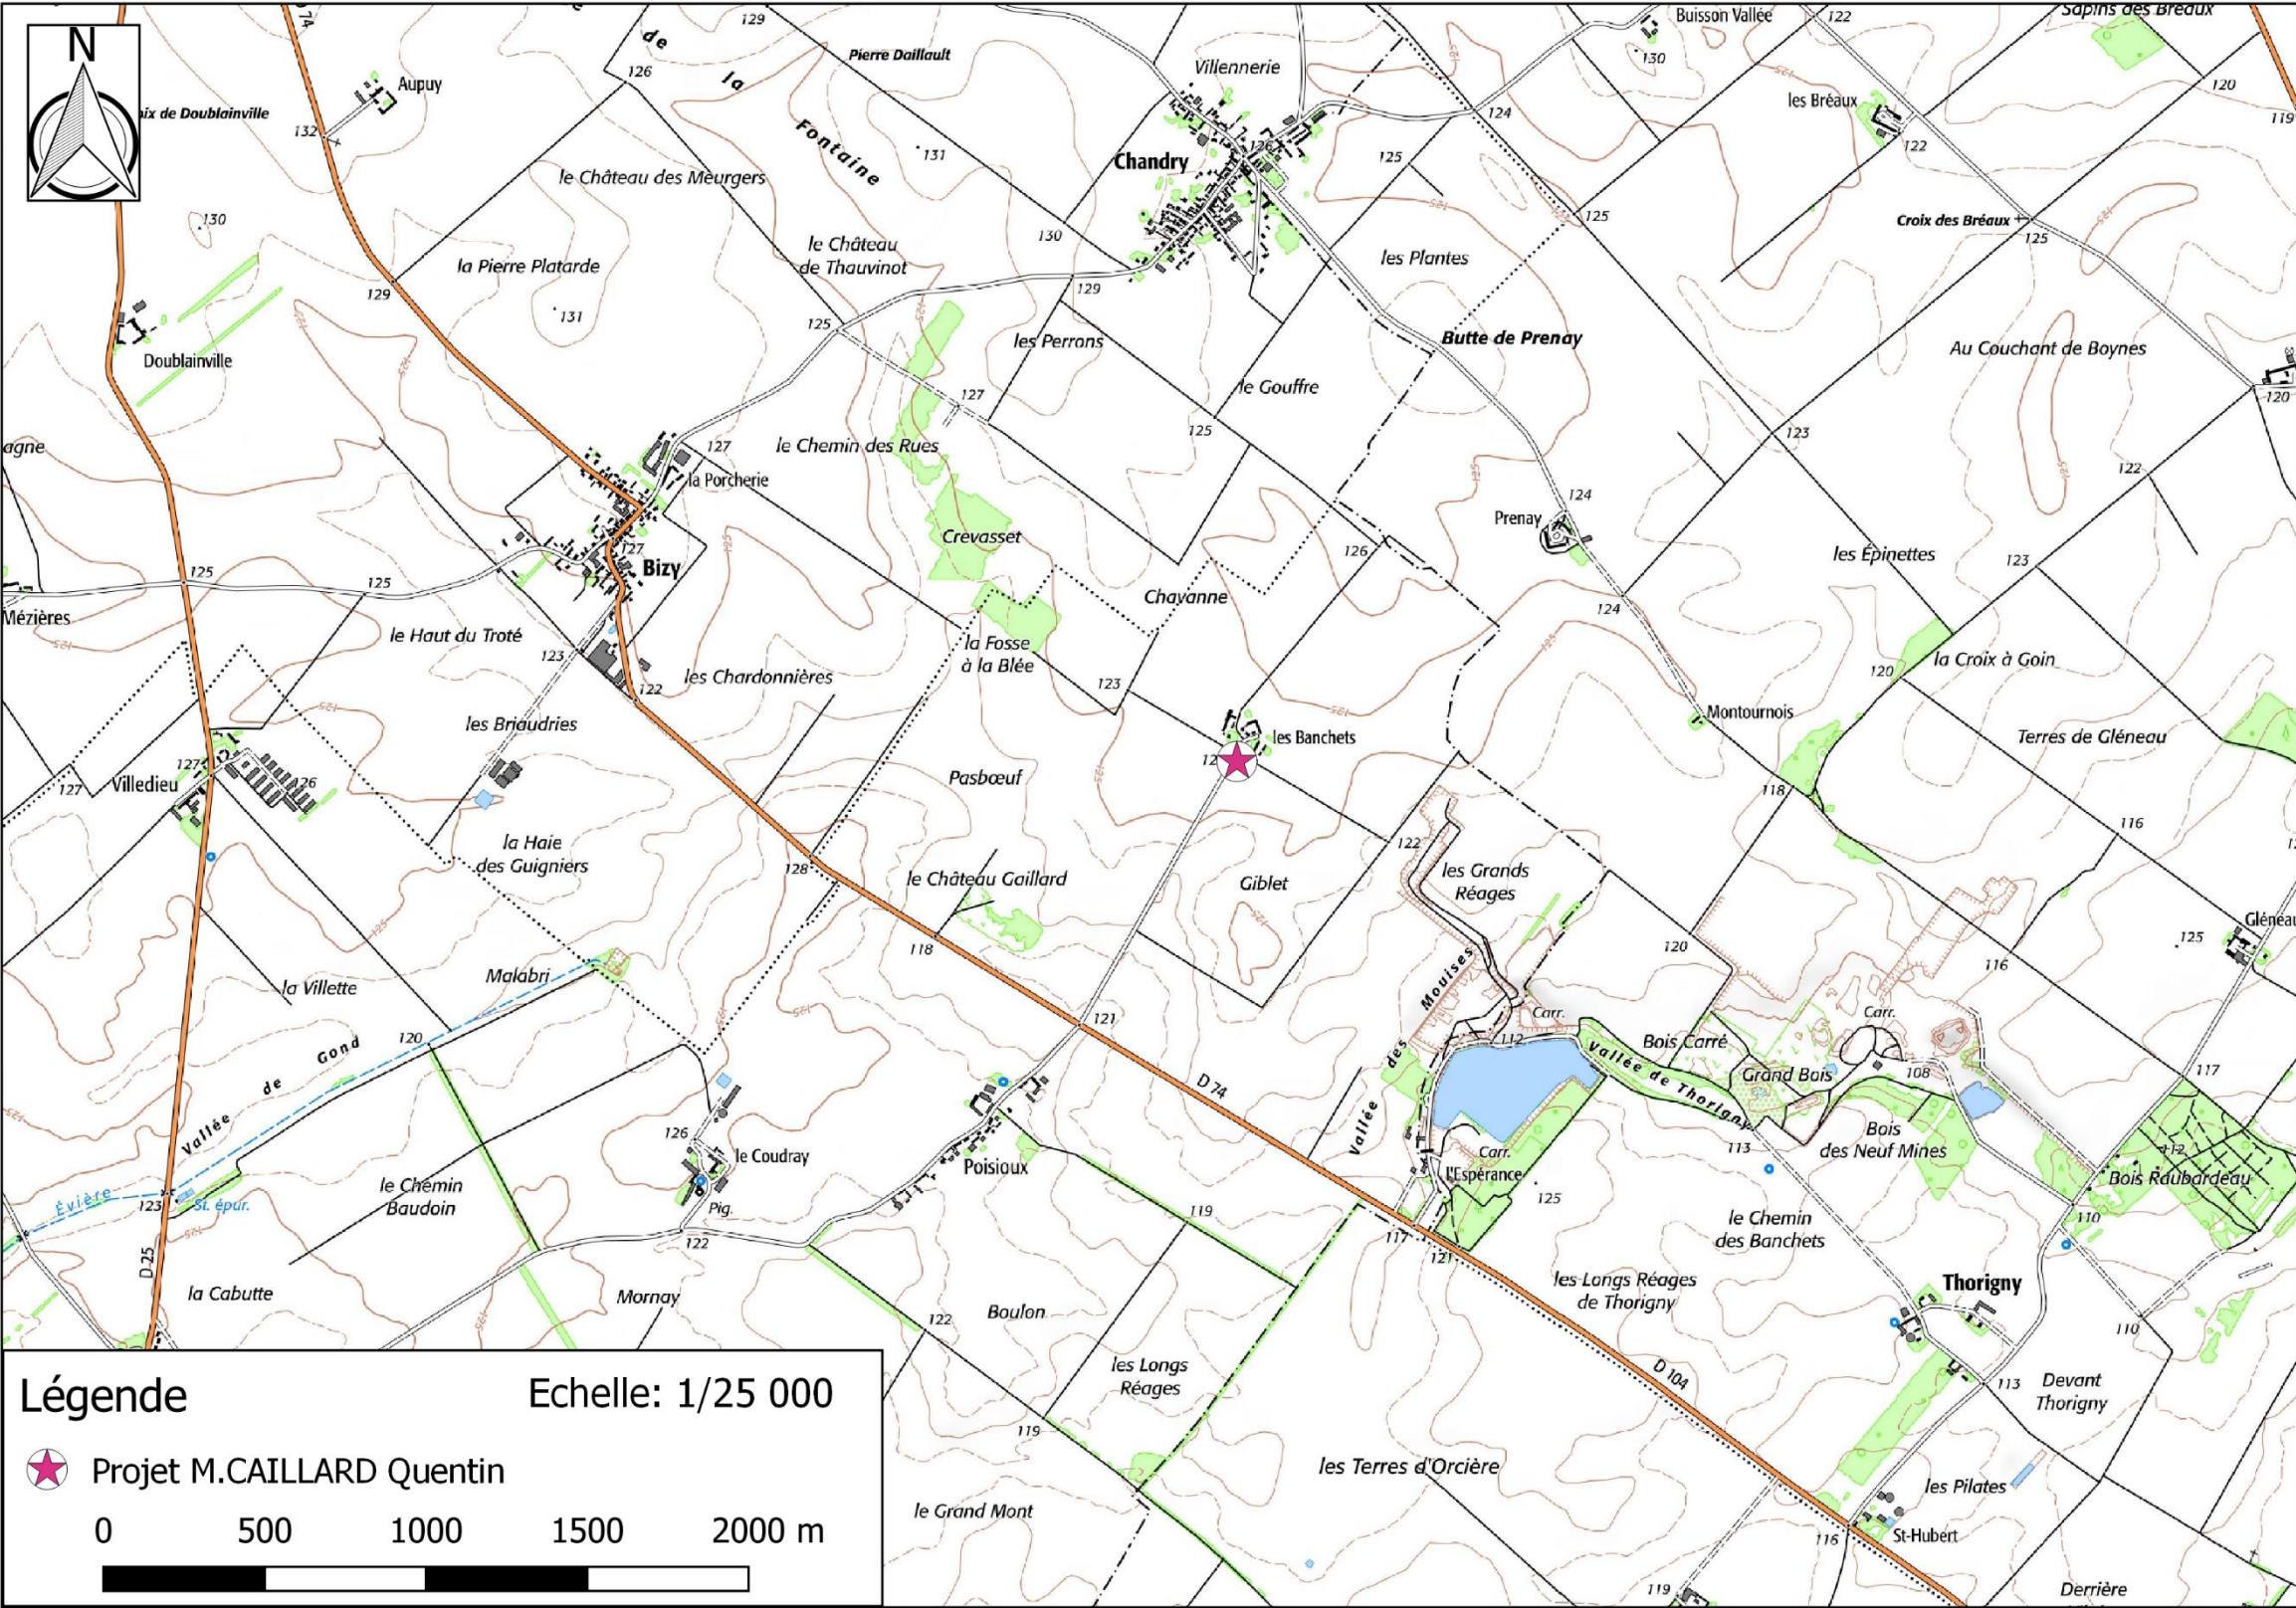 N
D 74
129
de
126
la
Fontaine
Pierre Daillault
Villennerie
Buisson Vallée
122
Sapins des Bréaux
130
120
119
Aupuy
oix de Doublainville
132
131
Chandry
126
124
125
les Bréaux
122
le Château des Meurgers
130
125
125
Croix des Bréaux
125
125
130
la Pierre Platarde
le Château
de Thauvinot
les Plantes
129
129
131
125
les Perrons
Butte de Prenay
Au Couchant de Boynes
Doublainville
le Gouffre
127
120
125
123
agne
127
le Chemin des Rues
122
la Porcherie
124
Prenay
Crevasset
127
126
les Épinettes
Bizy
123
125
125
Chavanne
124
Mézières
le Haut du Troté
la Fosse
à la Blée
123
la Croix à Goin
120
les Chardonnières
122
123
les Briaudries
les Banchets
Montournois
Terres de Gléneau
127
Villedieu
126
127
Pasbœuf
12
118
116
la Haie
des Guigniers
122
128
le Château Gaillard
Giblet
les Grands
Réages
118
120
125
Gléneau
116
la Villette
Malabri
Vallée des Mouises
Carr.
Carr.
121
120
Vallée de Gond
112
Bois Carré
Vallée de Thorigny
Grand Bois
108
117
D 74
126
le Coudray
Poisioux
Carr.
l'Espérance
113
Bois
des Neuf Mines
112
Bois Raubardeau
le Chemin
Baudoin
Évière
123
St. épur.
Pig.
125
119
110
122
117
121
le Chemin
des Banchets
D 25
la Cabutte
Mornay
les Longs Réages
de Thorigny
Thorigny
122
Boulon
110
les Longs
Réages
D 104
113
Devant
Thorigny
119
les Terres d'Orcière
les Pilates
le Grand Mont
St-Hubert
116
119
Derrière
Légende
Echelle: 1/25 000
Projet M.CAILLARD Quentin
0 500 1000 1500 2000 m